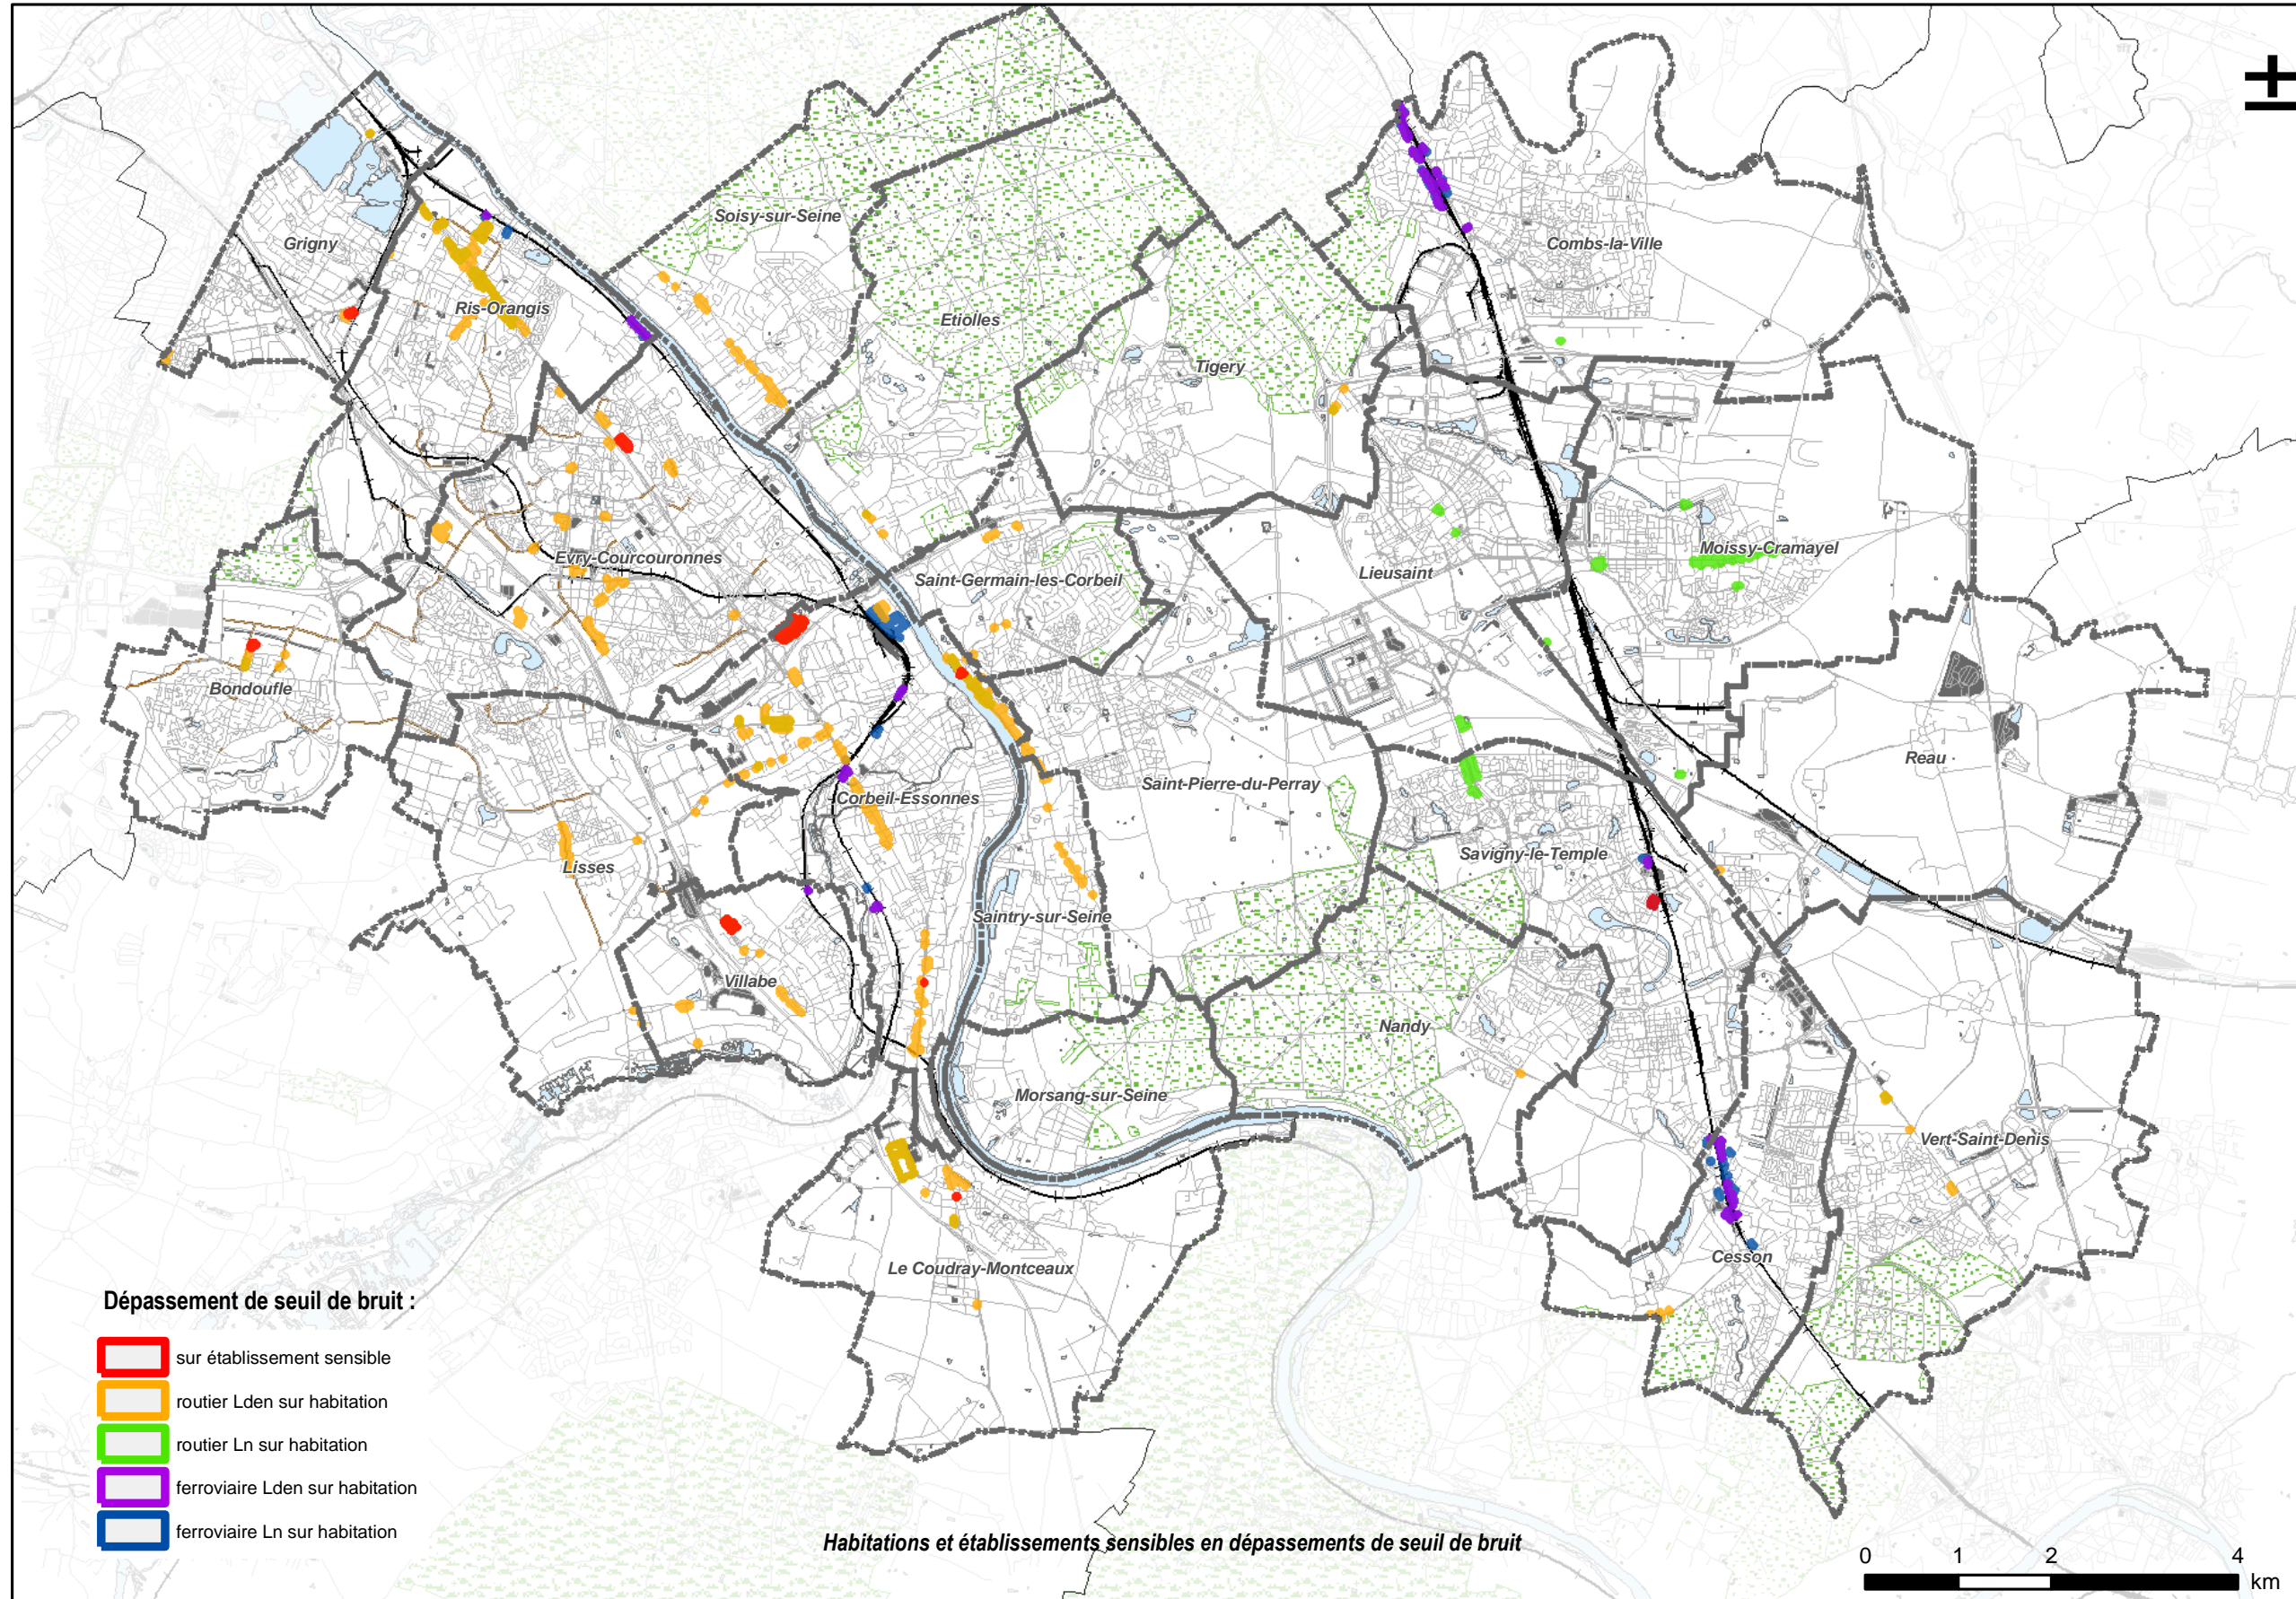 Soisy-sur-Seine
Grigny
Combs-la-Ville
Ris-Orangis
Etiolles
Tigery
Evry-Courcouronnes
Moissy-Cramayel
Saint-Germain-les-Corbeil
Lieusaint
Bondoufle
Reau
Saint-Pierre-du-Perray
Corbeil-Essonnes
Lisses
Savigny-le-Temple
Saintry-sur-Seine
Villabe
Nandy
Morsang-sur-Seine
Vert-Saint-Denis
Cesson
Le Coudray-Montceaux
Dépassement de seuil de bruit :
sur établissement sensible
routier Lden sur habitation
routier Ln sur habitation
ferroviaire Lden sur habitation
ferroviaire Ln sur habitation
Habitations et établissements sensibles en dépassements de seuil de bruit
0 1 2 4
km